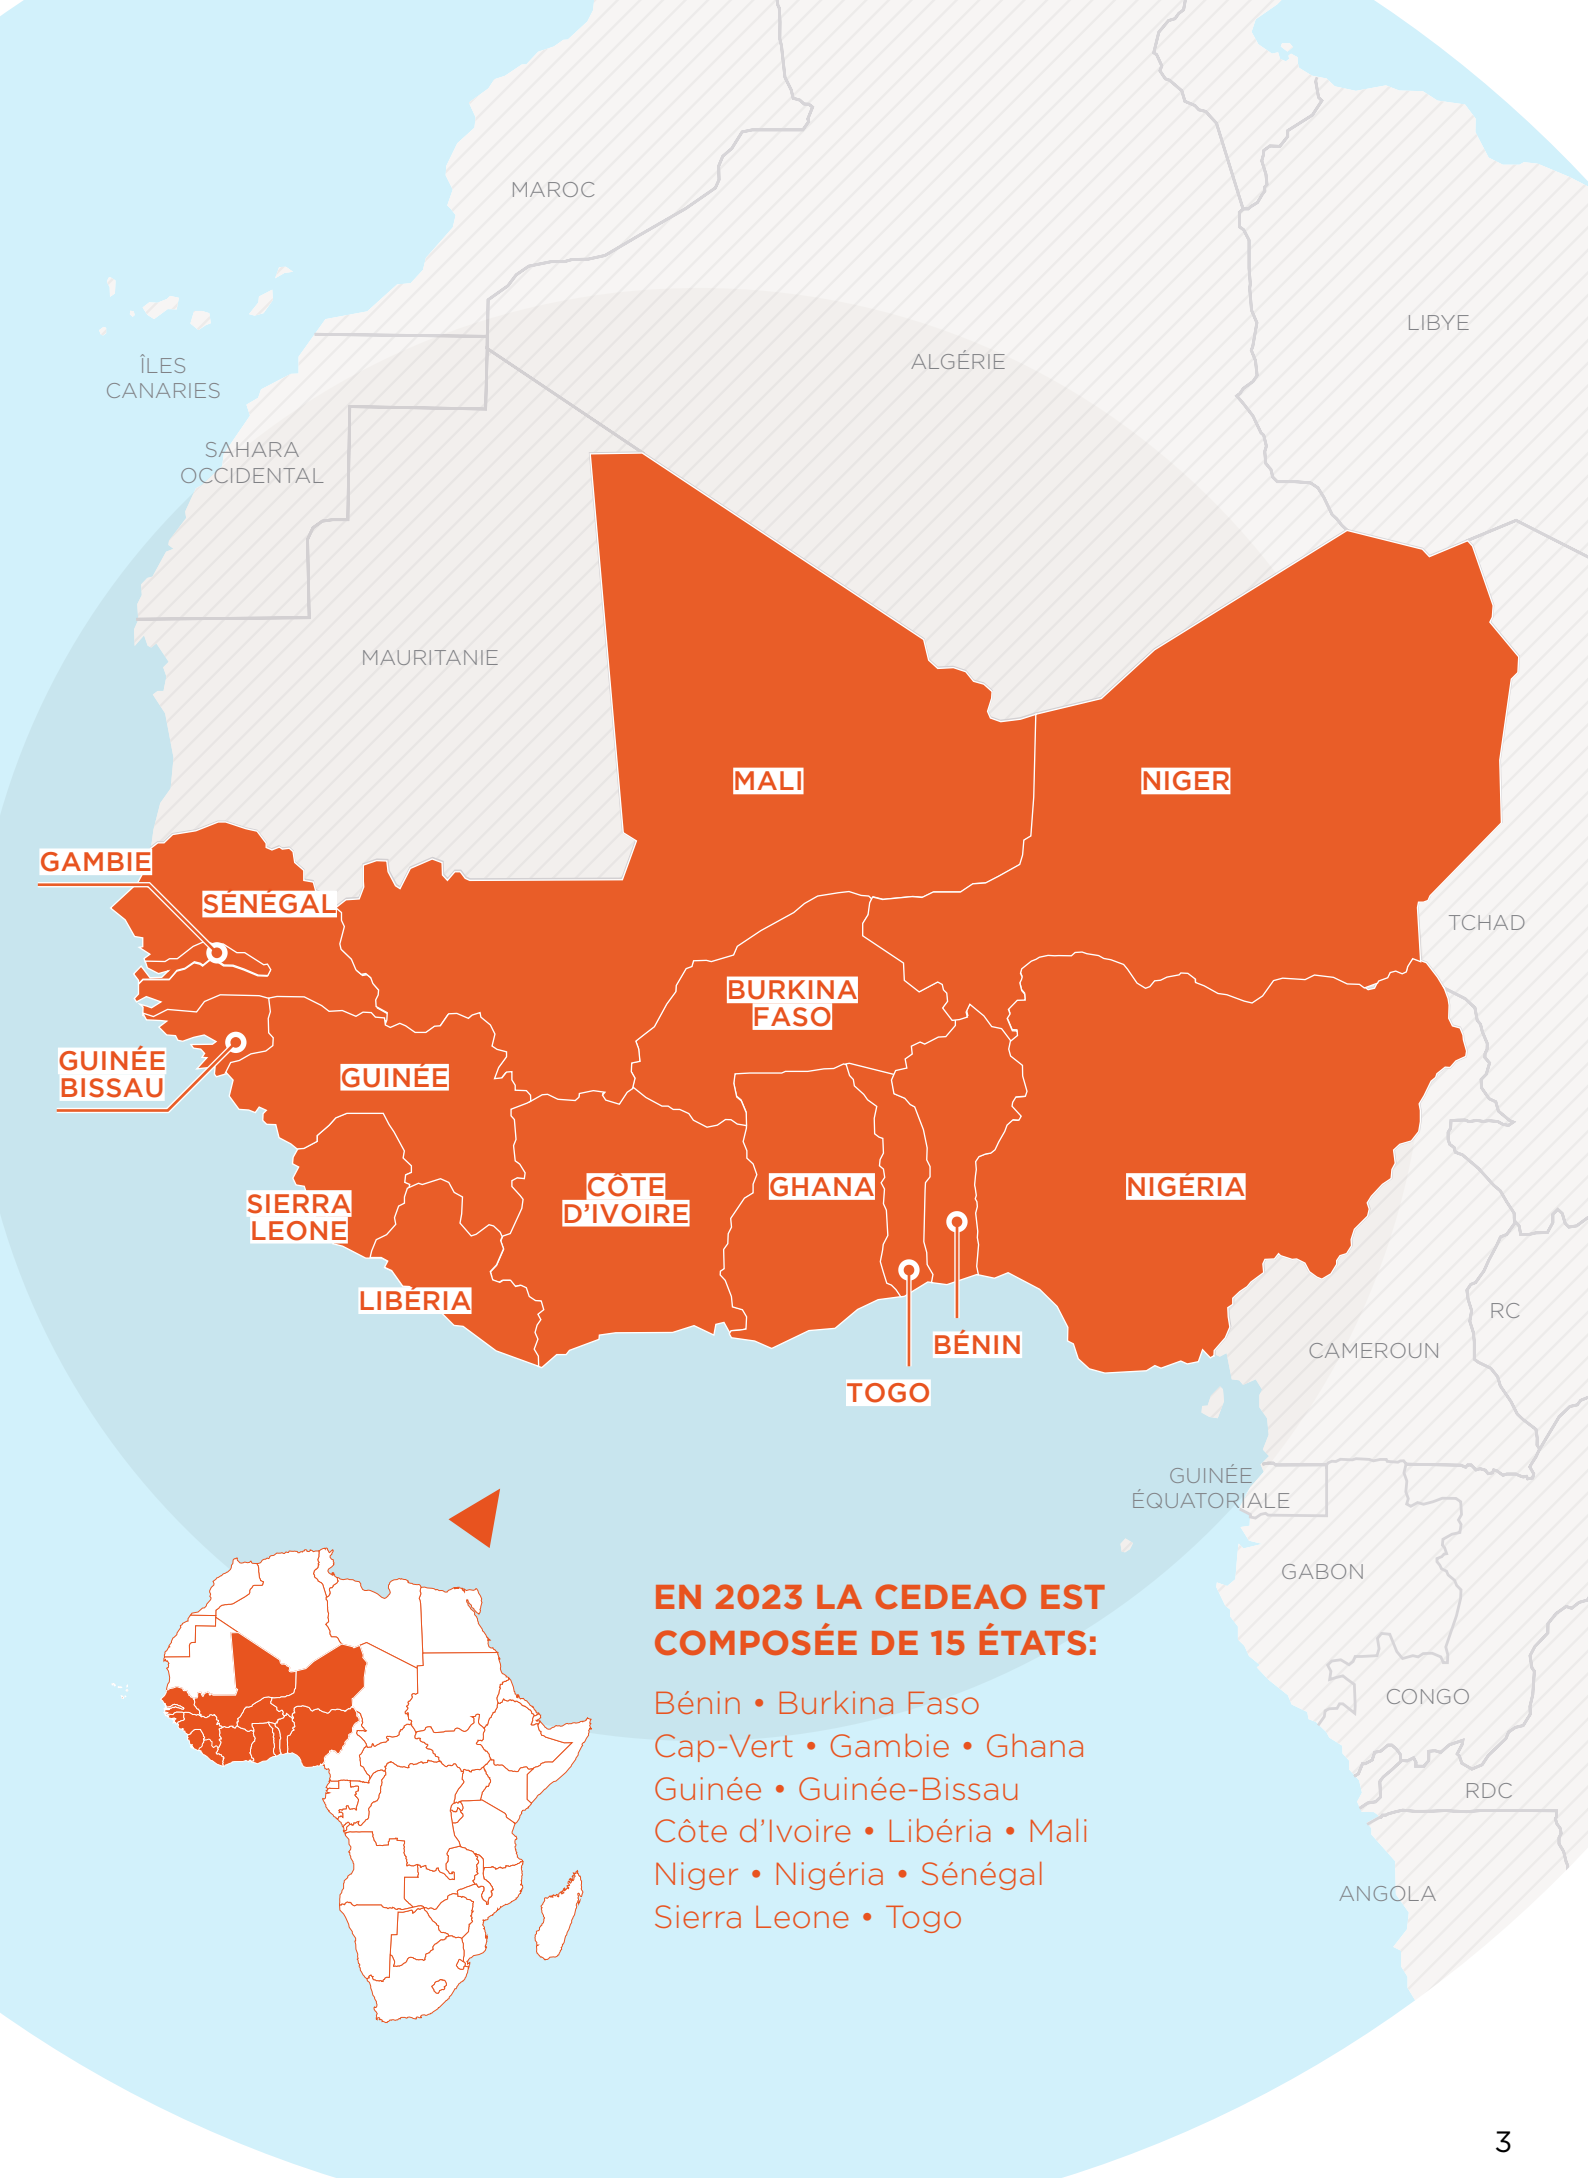 MAROC
LIBYE
ALGÉRIE
ÎLES
CANARIES
SAHARA
OCCIDENTAL
MAURITANIE
MALI
NIGER
GAMBIE
SÉNÉGAL
TCHAD
BURKINA
FASO
GUINÉE
BISSAU
GUINÉE
CÔTE
D'IVOIRE
GHANA
NIGÉRIA
SIERRA
LEONE
LIBÉRIA
RC
BÉNIN
CAMEROUN
TOGO
GUINÉE
ÉQUATORIALE
GABON
EN 2023 LA CEDEAO EST
COMPOSÉE DE 15 ÉTATS:
Bénin • Burkina Faso
Cap-Vert • Gambie • Ghana
Guinée • Guinée-Bissau
Côte d'Ivoire • Libéria • Mali
Niger • Nigéria • Sénégal
Sierra Leone • Togo
CONGO
RDC
ANGOLA
3